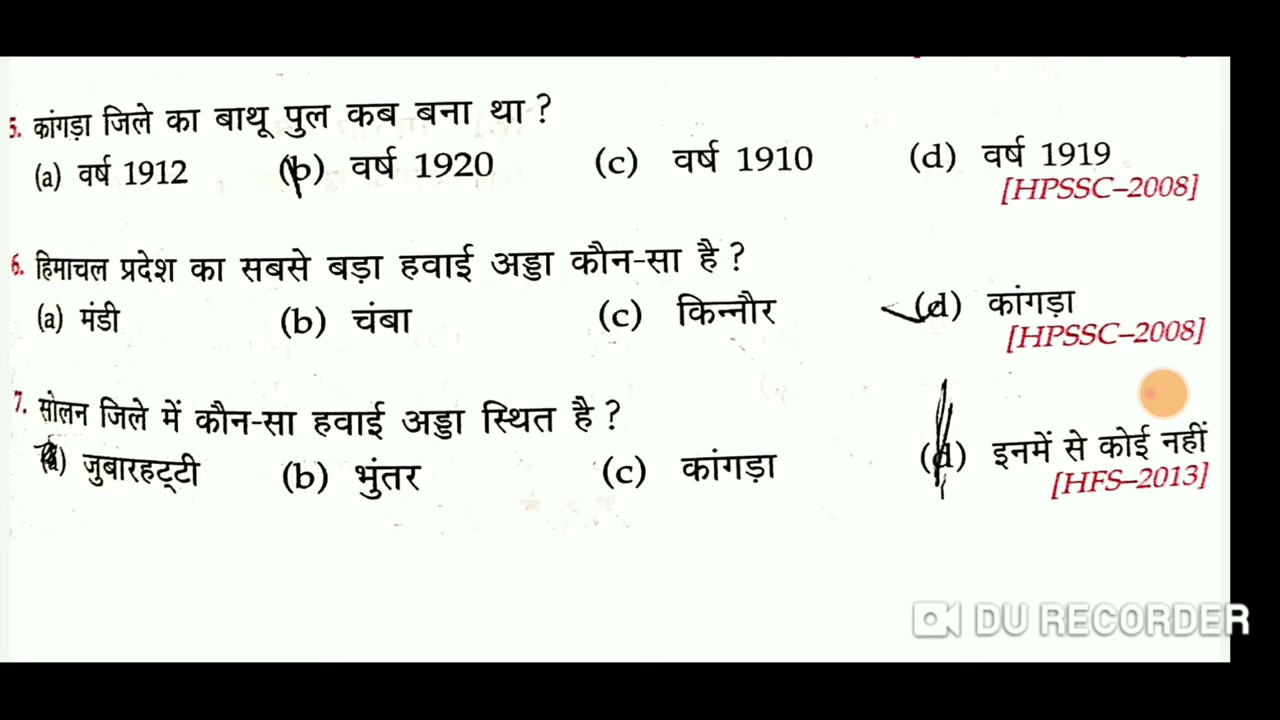 5. कांगड़ा जिले का बाथू पुल कब बना था ?
(a) वर्ष 1912 (b) वर्ष 1920 (c) वर्ष 1910 (d) वर्ष 1919
[HPSSC–2008]
6. हिमाचल प्रदेश का सबसे बड़ा हवाई अड्डा कौन-सा है ?
(a) मंडी (b) चंबा (c) किन्नौर (d) कांगड़ा
[HPSSC–2008]
7. सोलन जिले में कौन-सा हवाई अड्डा स्थित है ?
(a) जुबारहट्टी (b) भुंतर (c) कांगड़ा (d) इनमें से कोई नहीं
[HFS–2013]
DU RECORDER